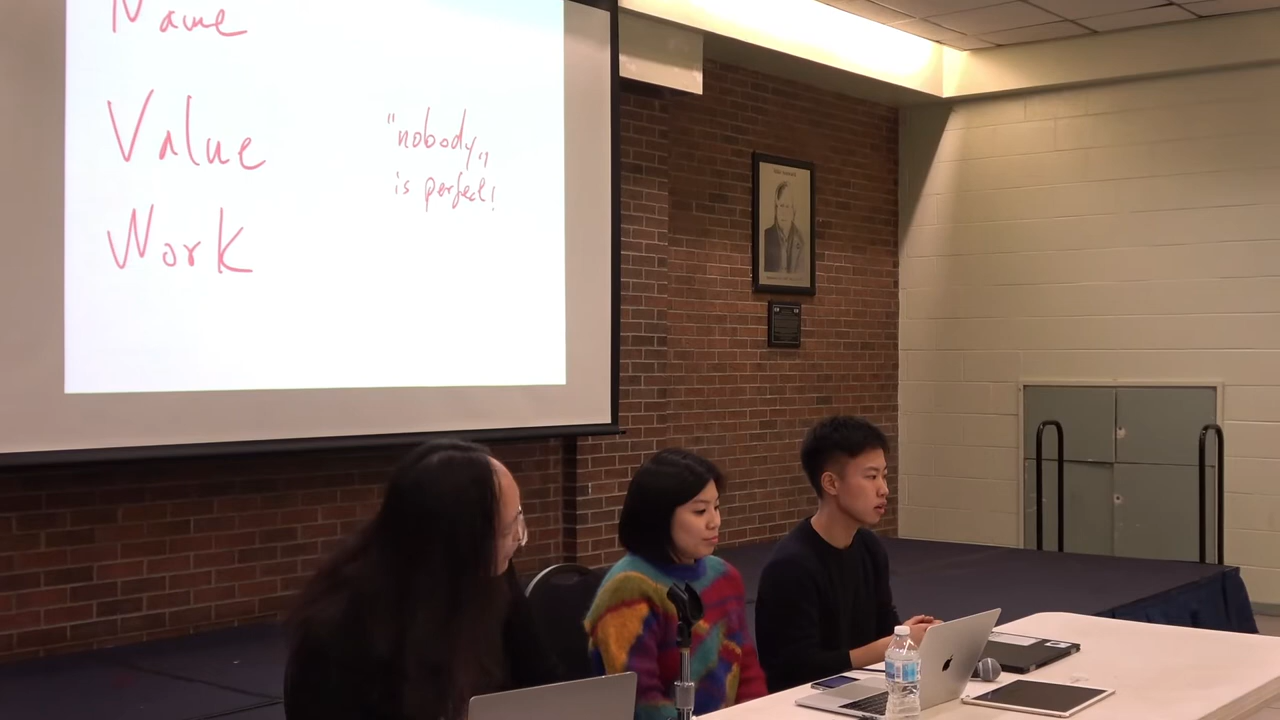 Name
Value
"nobody„
is perfect!
Work